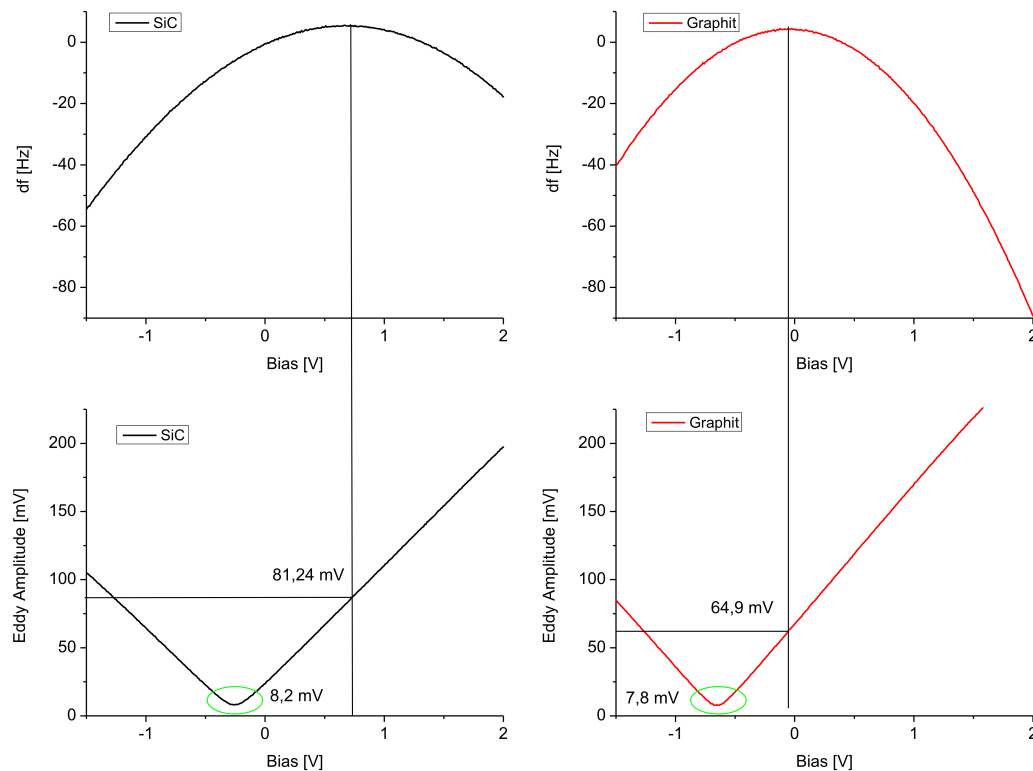 SiC
df [Hz]
0
-20
-40
-60
-80
-1
0
1
2
Bias [V]
Graphit
df [Hz]
0
-20
-40
-60
-80
-1
0
1
2
Bias [V]
SiC
Eddy Amplitude [mV]
200
150
100
50
0
81,24 mV
8,2 mV
-1
0
1
2
Bias [V]
Graphit
Eddy Amplitude [mV]
200
150
100
50
0
64,9 mV
7,8 mV
-1
0
1
2
Bias [V]